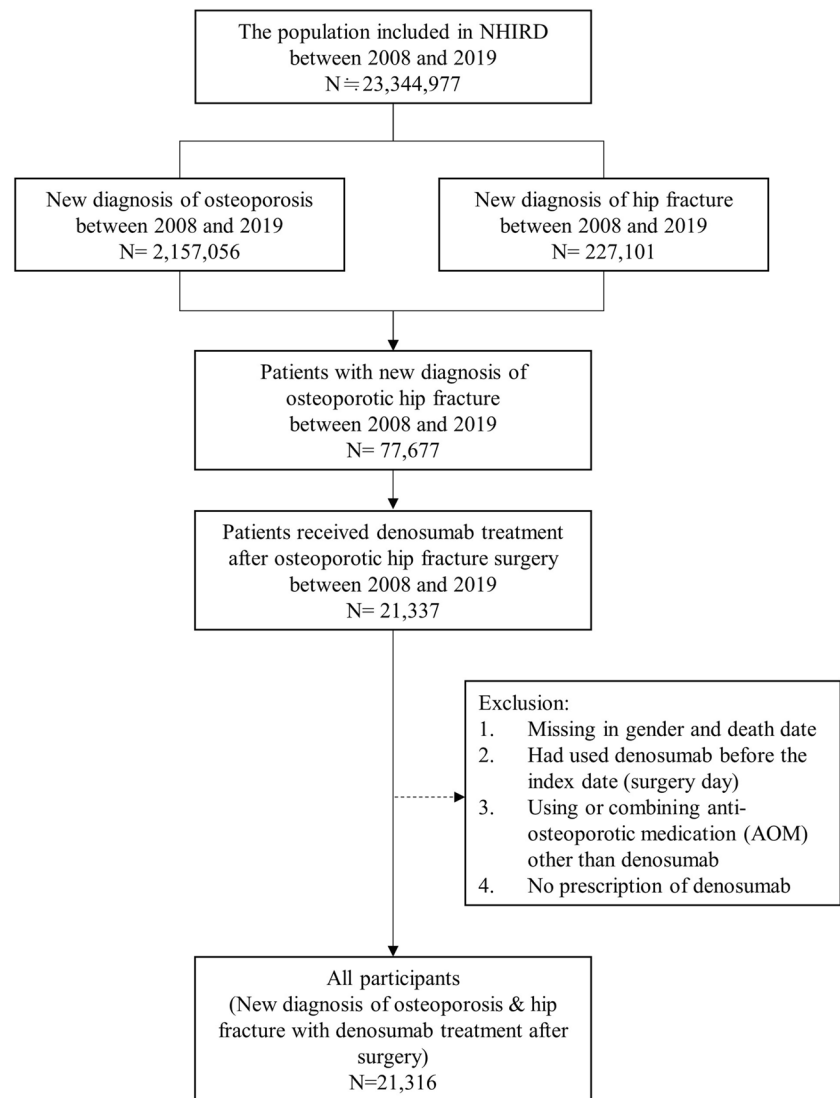 The population included in NHIRD
between 2008 and 2019
N≒23,344,977
New diagnosis of osteoporosis
between 2008 and 2019
N= 2,157,056
New diagnosis of hip fracture
between 2008 and 2019
N= 227,101
Patients with new diagnosis of
osteoporotic hip fracture
between 2008 and 2019
N= 77,677
Patients received denosumab treatment
after osteoporotic hip fracture surgery
between 2008 and 2019
N= 21,337
Exclusion:
1. Missing in gender and death date
2. Had used denosumab before the
index date (surgery day)
3. Using or combining anti-
osteoporotic medication (AOM)
other than denosumab
4. No prescription of denosumab
All participants
(New diagnosis of osteoporosis & hip
fracture with denosumab treatment after
surgery)
N=21,316